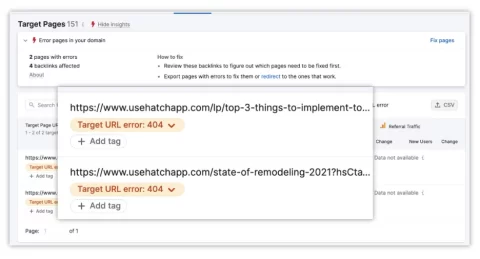 Target Pages 151 Hide Insights
Error pages in your domain
Fix pages
2 pages with errors
4 backlinks affected
About
How to fix
Review these backlinks to figure out which pages need to be fixed first.
Export pages with errors to fix them or redirect to the ones that work.
Search
error
CSV
Target Page URL
1 - 2 of 2
Referral Traffic
Change New Users Change
https://www.usehatchapp.com/lp/top-3-things-to-implement-to...
Target URL error: 404
+ Add tag
https://www.usehatchapp.com/state-of-remodeling-2021?hsCta...
Target URL error: 404
+ Add tag
https://www.
Data not available
Target URL
+ Add tag
https://www.
Data not available
Target URL
+ Add tag
Page: of 1